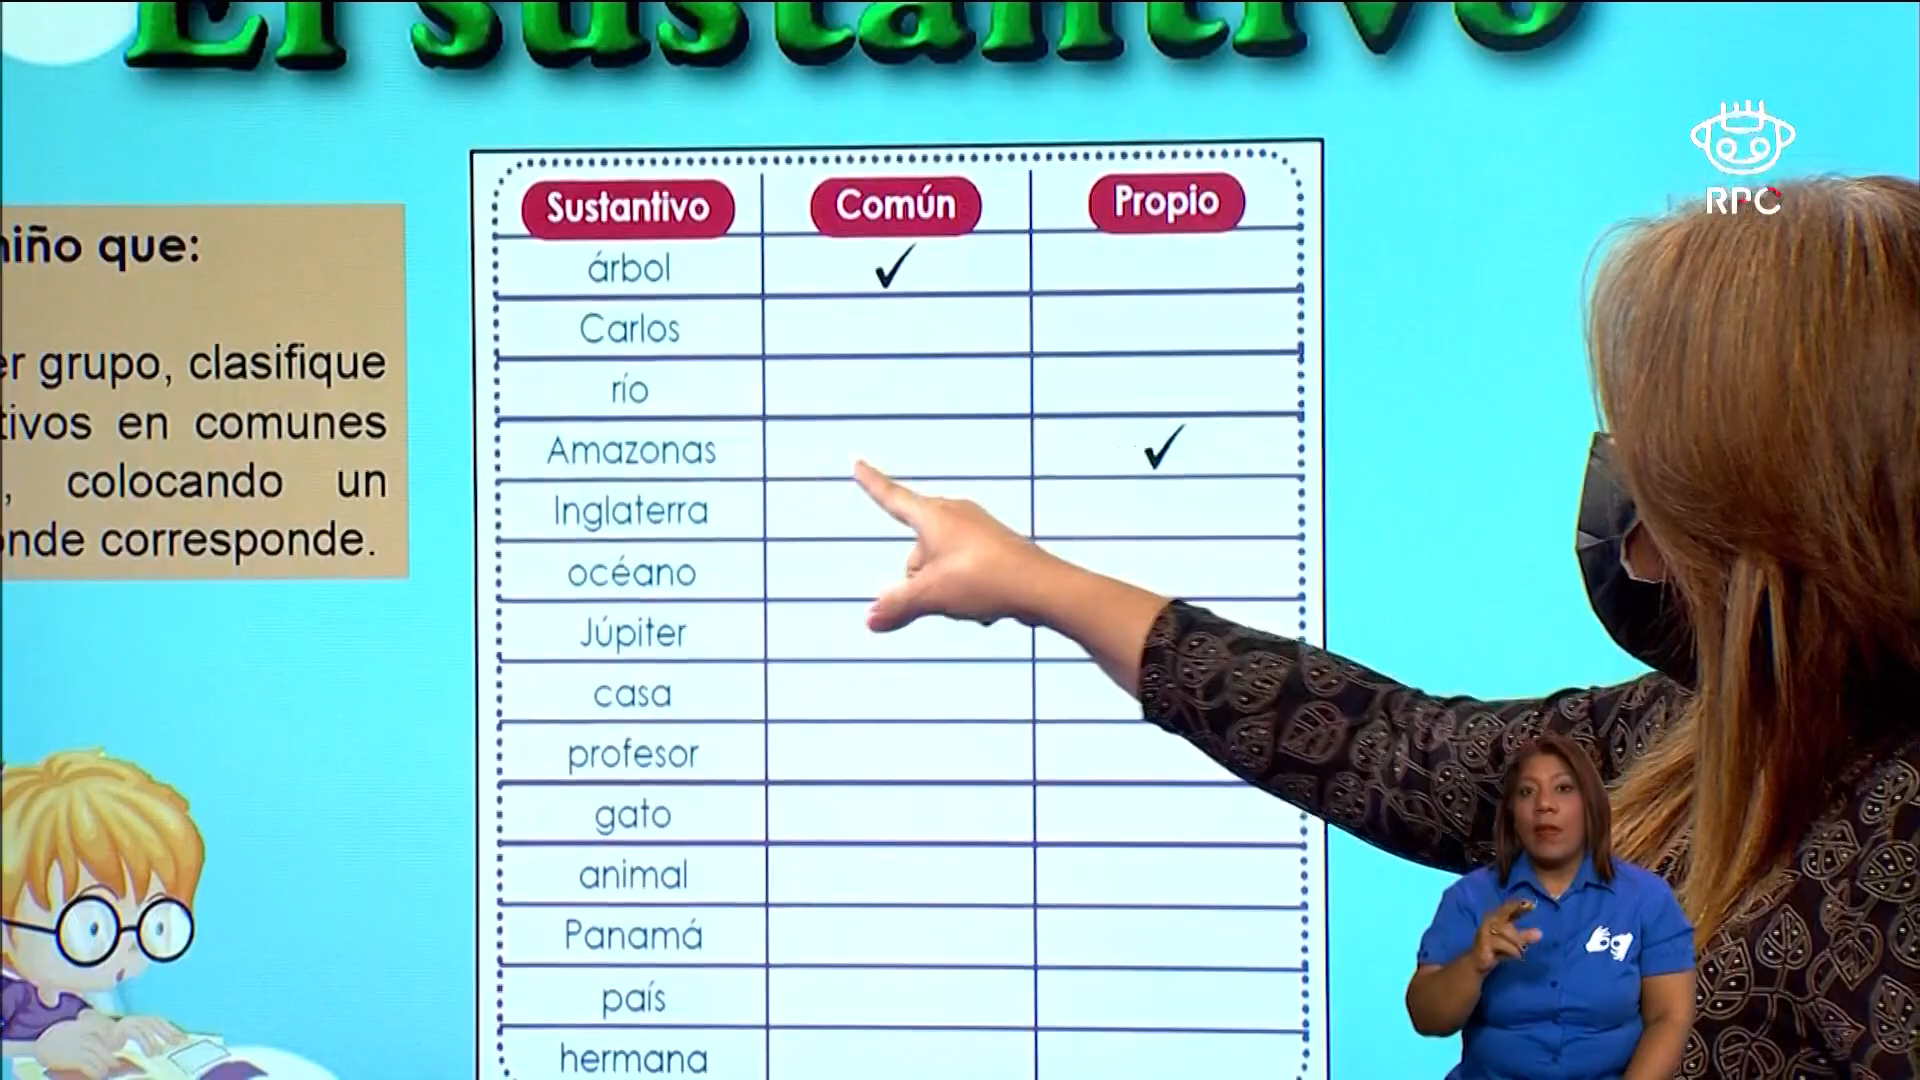 El sustantivo
RPC
niño que:
er grupo, clasifique
tivos en comunes
, colocando un
onde corresponde.
Sustantivo Común Propio
árbol ✓
Carlos
río
Amazonas ✓
Inglaterra
océano
Júpiter
casa
profesor
gato
animal
Panamá
país
hermana